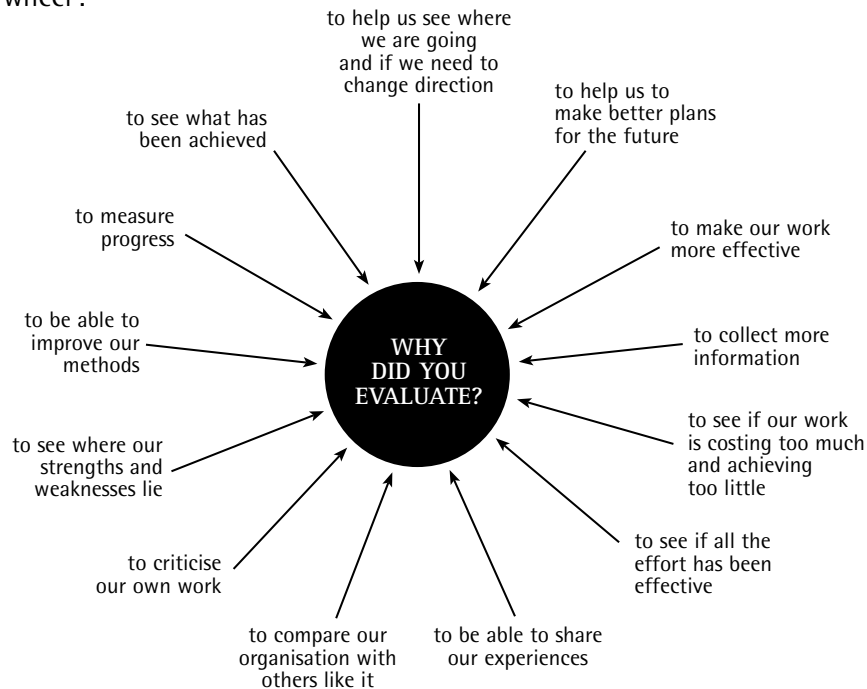 wheel'.
to help us see where
we are going
and if we need to
change direction
to help us to
make better plans
for the future
to make our work
more effective
to collect more
information
to see if our work
is costing too much
and achieving
too little
to see if all the
effort has been
effective
to be able to share
our experiences
to compare our
organisation with
others like it
to criticise
our own work
to see where our
strengths and
weaknesses lie
to be able to
improve our
methods
to measure
progress
to see what has
been achieved
WHY
DID YOU
EVALUATE?